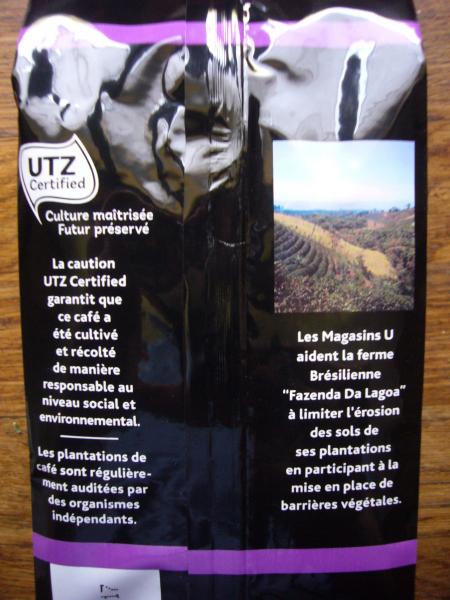 UTZ
Certified
Culture maîtrisée
Futur préservé
La caution
UTZ Certified
garantit que
ce café a
été cultivé
et récolté
de manière
responsable au
niveau social et
environnemental.
Les plantations de
café sont régulière-
ment auditées par
des organismes
indépendants.
Les Magasins U
aident la ferme
Brésilienne
"Fazenda Da Lagoa"
à limiter l'érosion
des sols de
ses plantations
en participant à la
mise en place de
barrières végétales.